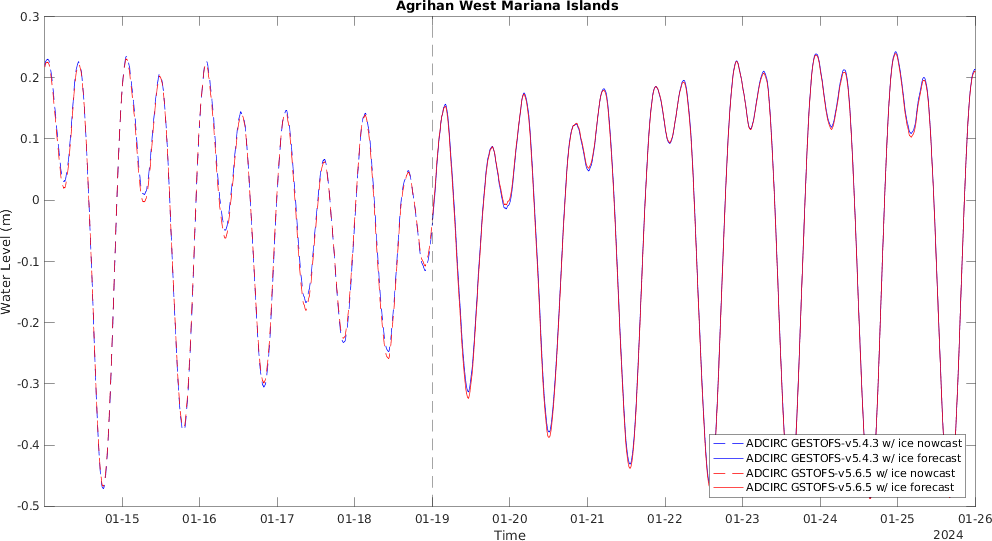 Agrihan West Mariana Islands
0.3
0.2
0.1
0
-0.1
-0.2
-0.3
-0.4
-0.5
Water Level (m)
ADCIRC GESTOFS-v5.4.3 w/ ice nowcast
ADCIRC GESTOFS-v5.4.3 w/ ice forecast
ADCIRC GSTOFS-v5.6.5 w/ ice nowcast
ADCIRC GSTOFS-v5.6.5 w/ ice forecast
01-15 01-16 01-17 01-18 01-19 01-20 01-21 01-22 01-23 01-24 01-25 01-26
Time
2024